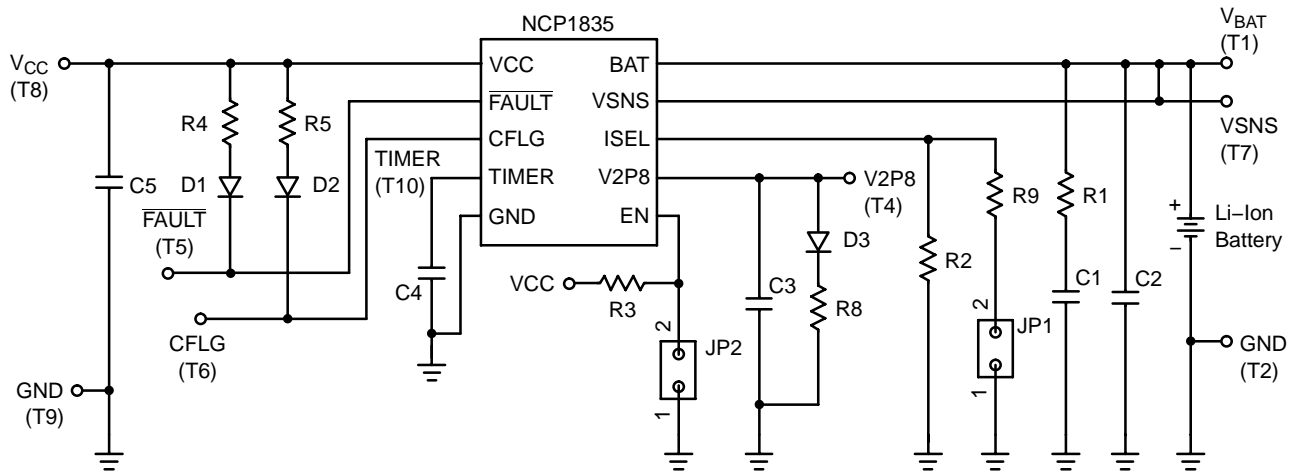 NCP1835
V_BAT
(T1)
V_CC
(T8)
VCC
BAT
FAULT
VSNS
VSNS
(T7)
R4
R5
CFLG
ISEL
TIMER
(T10)
TIMER
V2P8
V2P8
(T4)
C5
D1
D2
R9
R1
+
Li–Ion
Battery
–
FAULT
(T5)
GND
EN
D3
R2
C4
VCC
R3
C3
R8
C1
C2
CFLG
(T6)
2
JP2
1
2
JP1
1
GND
(T2)
GND
(T9)